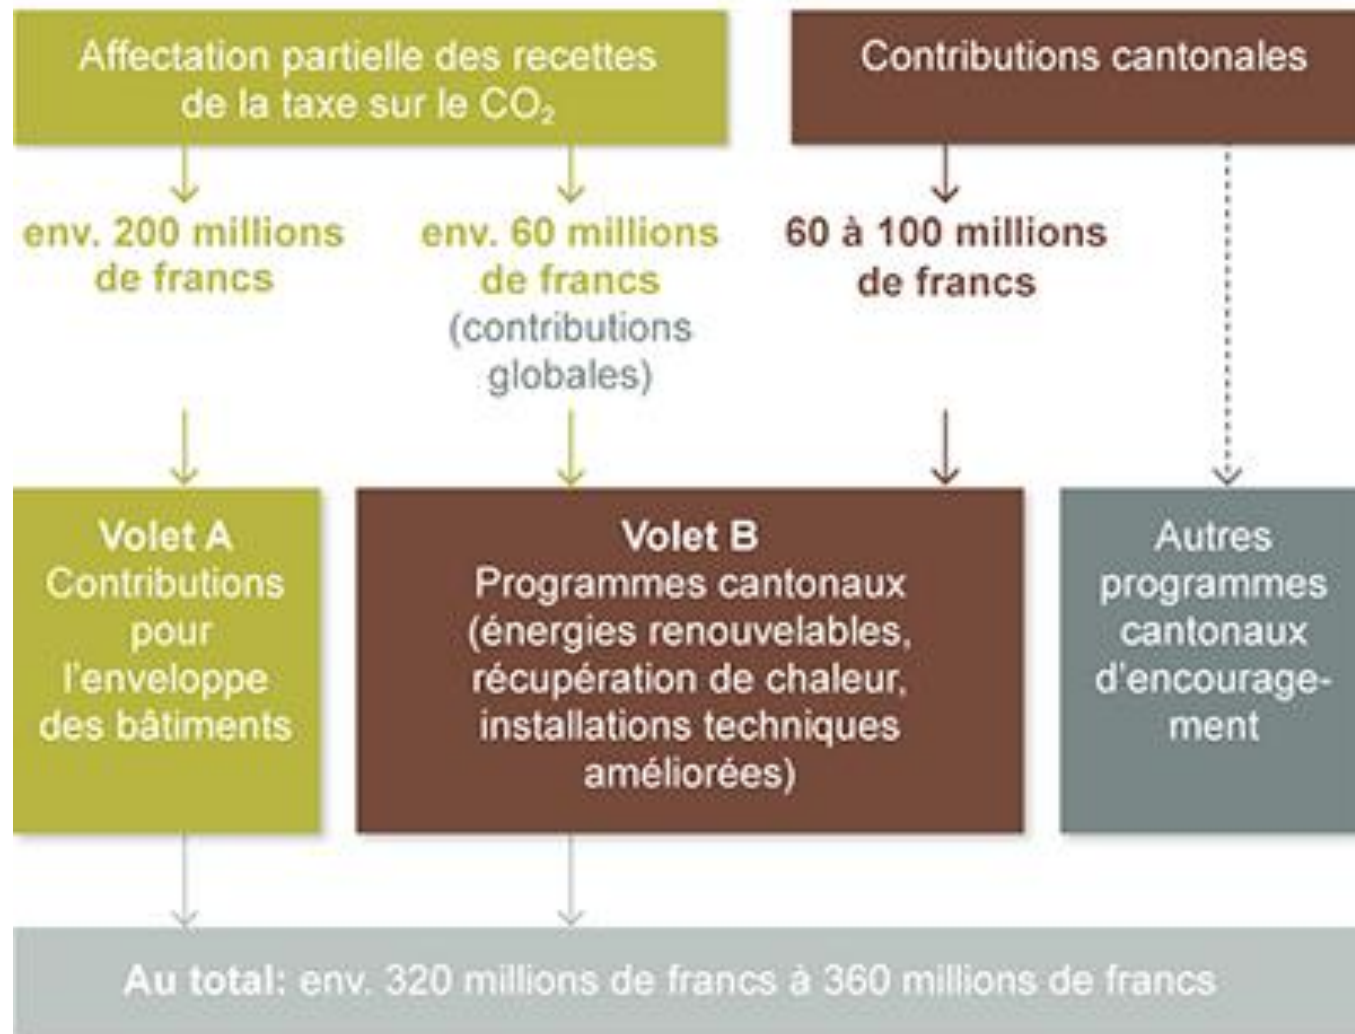 Affectation partielle des recettes
de la taxe sur le CO₂
Contributions cantonales
env. 200 millions
de francs
env. 60 millions
de francs
(contributions
globales)
60 à 100 millions
de francs
Volet A
Contributions
pour
l'enveloppe
des bâtiments
Volet B
Programmes cantonaux
(énergies renouvelables,
récupération de chaleur,
installations techniques
améliorées)
Autres
programmes
cantonaux
d'encourage-
ment
Au total: env. 320 millions de francs à 360 millions de francs